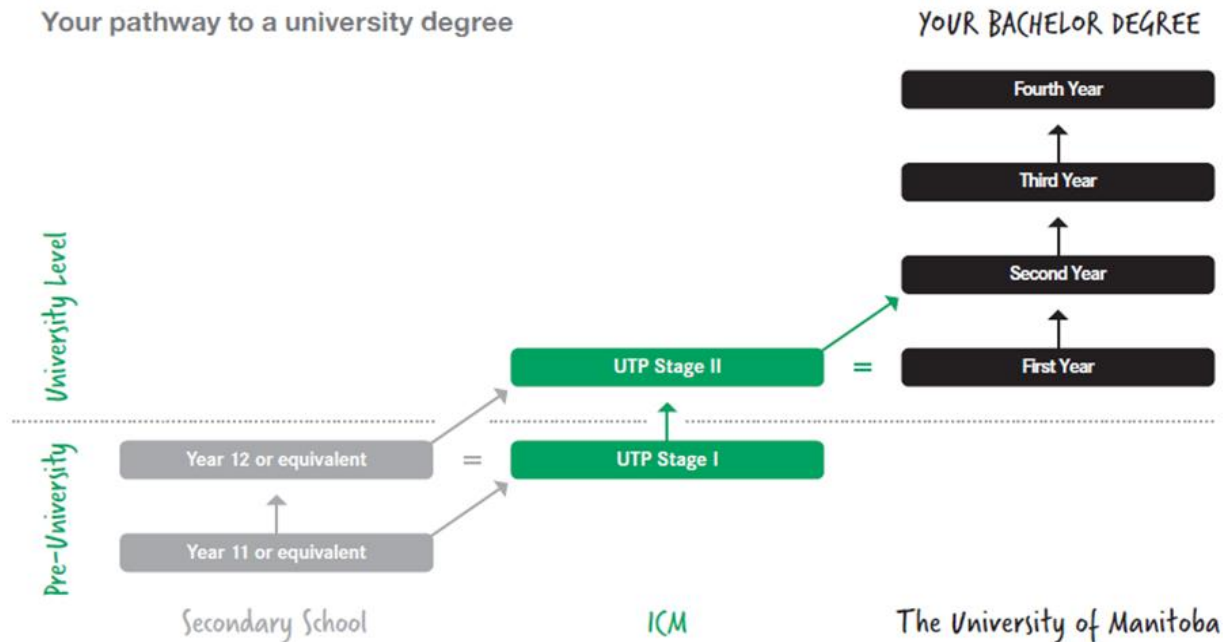 Your pathway to a university degree
YOUR BACHELOR DEGREE
Fourth Year
Third Year
University Level
Second Year
UTP Stage II
=
First Year
Pre-University
Year 12 or equivalent
=
UTP Stage I
Year 11 or equivalent
Secondary School
ICM
The University of Manitoba